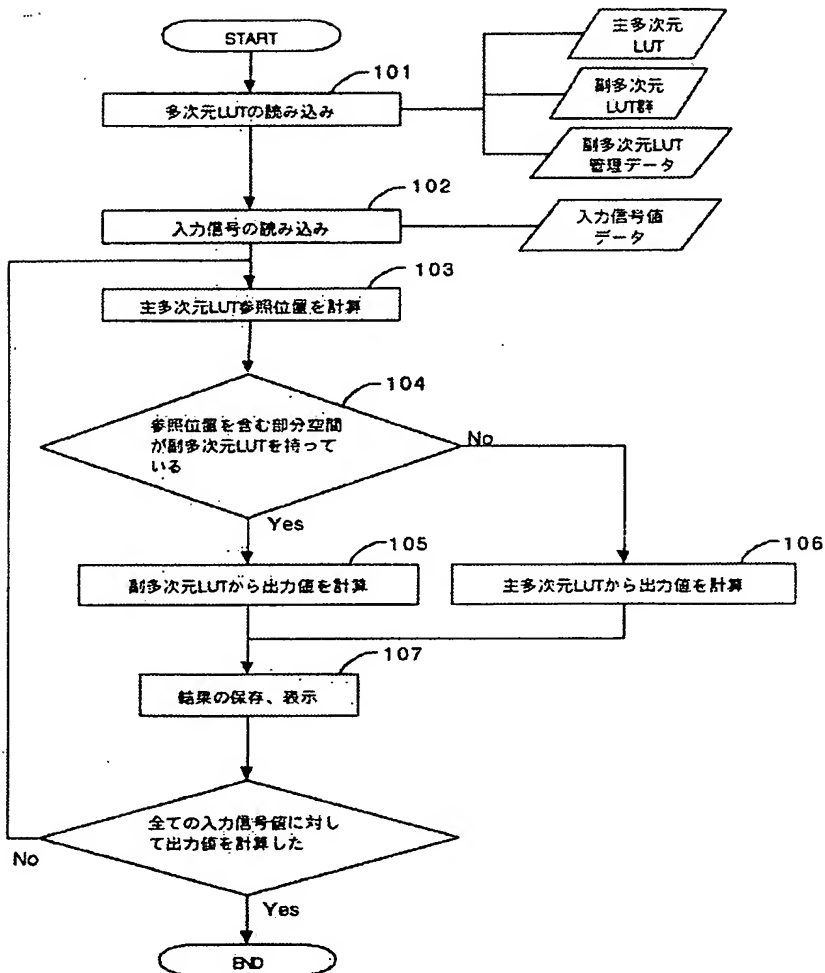 START
101
多次元LUTの読み込み
主多次元
LUT
副多次元
LUT群
副多次元LUT
管理データ
102
入力信号の読み込み
入力信号値
データ
103
主多次元LUT参照位置を計算
104
参照位置を含む部分空間
が副多次元LUTを持って
いる
No
Yes
105
副多次元LUTから出力値を計算
106
主多次元LUTから出力値を計算
107
結果の保存、表示
全ての入力信号値に対し
て出力値を計算した
No
Yes
END